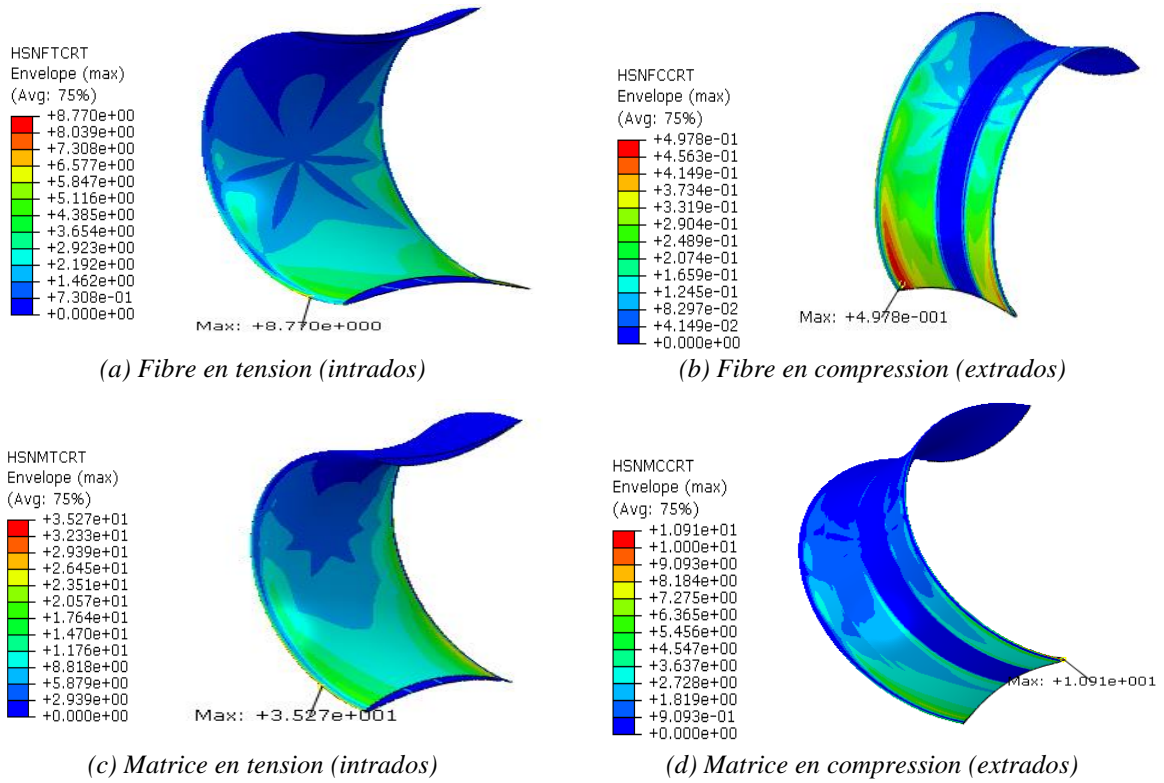 HSNFTCRT
Envelope (max)
(Avg: 75%)
+8.770e+00
+8.039e+00
+7.308e+00
+6.577e+00
+5.847e+00
+5.116e+00
+4.385e+00
+3.654e+00
+2.923e+00
+2.192e+00
+1.462e+00
+7.308e-01
+0.000e+00
Max: +8.770e+000
(a) Fibre en tension (intrados)
HSNFCCRT
Envelope (max)
(Avg: 75%)
+4.978e-01
+4.563e-01
+4.149e-01
+3.734e-01
+3.319e-01
+2.904e-01
+2.489e-01
+2.074e-01
+1.659e-01
+1.245e-01
+8.297e-02
+4.149e-02
+0.000e+00
Max: +4.978e-001
(b) Fibre en compression (extrados)
HSNMTCRT
Envelope (max)
(Avg: 75%)
+3.527e+01
+3.233e+01
+2.939e+01
+2.645e+01
+2.351e+01
+2.057e+01
+1.764e+01
+1.470e+01
+1.176e+01
+8.818e+00
+5.879e+00
+2.939e+00
+0.000e+00
Max: +3.527e+001
(c) Matrice en tension (intrados)
HSNMCCRT
Envelope (max)
(Avg: 75%)
+1.091e+01
+1.000e+01
+9.093e+00
+8.184e+00
+7.275e+00
+6.365e+00
+5.456e+00
+4.547e+00
+3.637e+00
+2.728e+00
+1.819e+00
+9.093e-01
+0.000e+00
Max: +1.091e+001
(d) Matrice en compression (extrados)